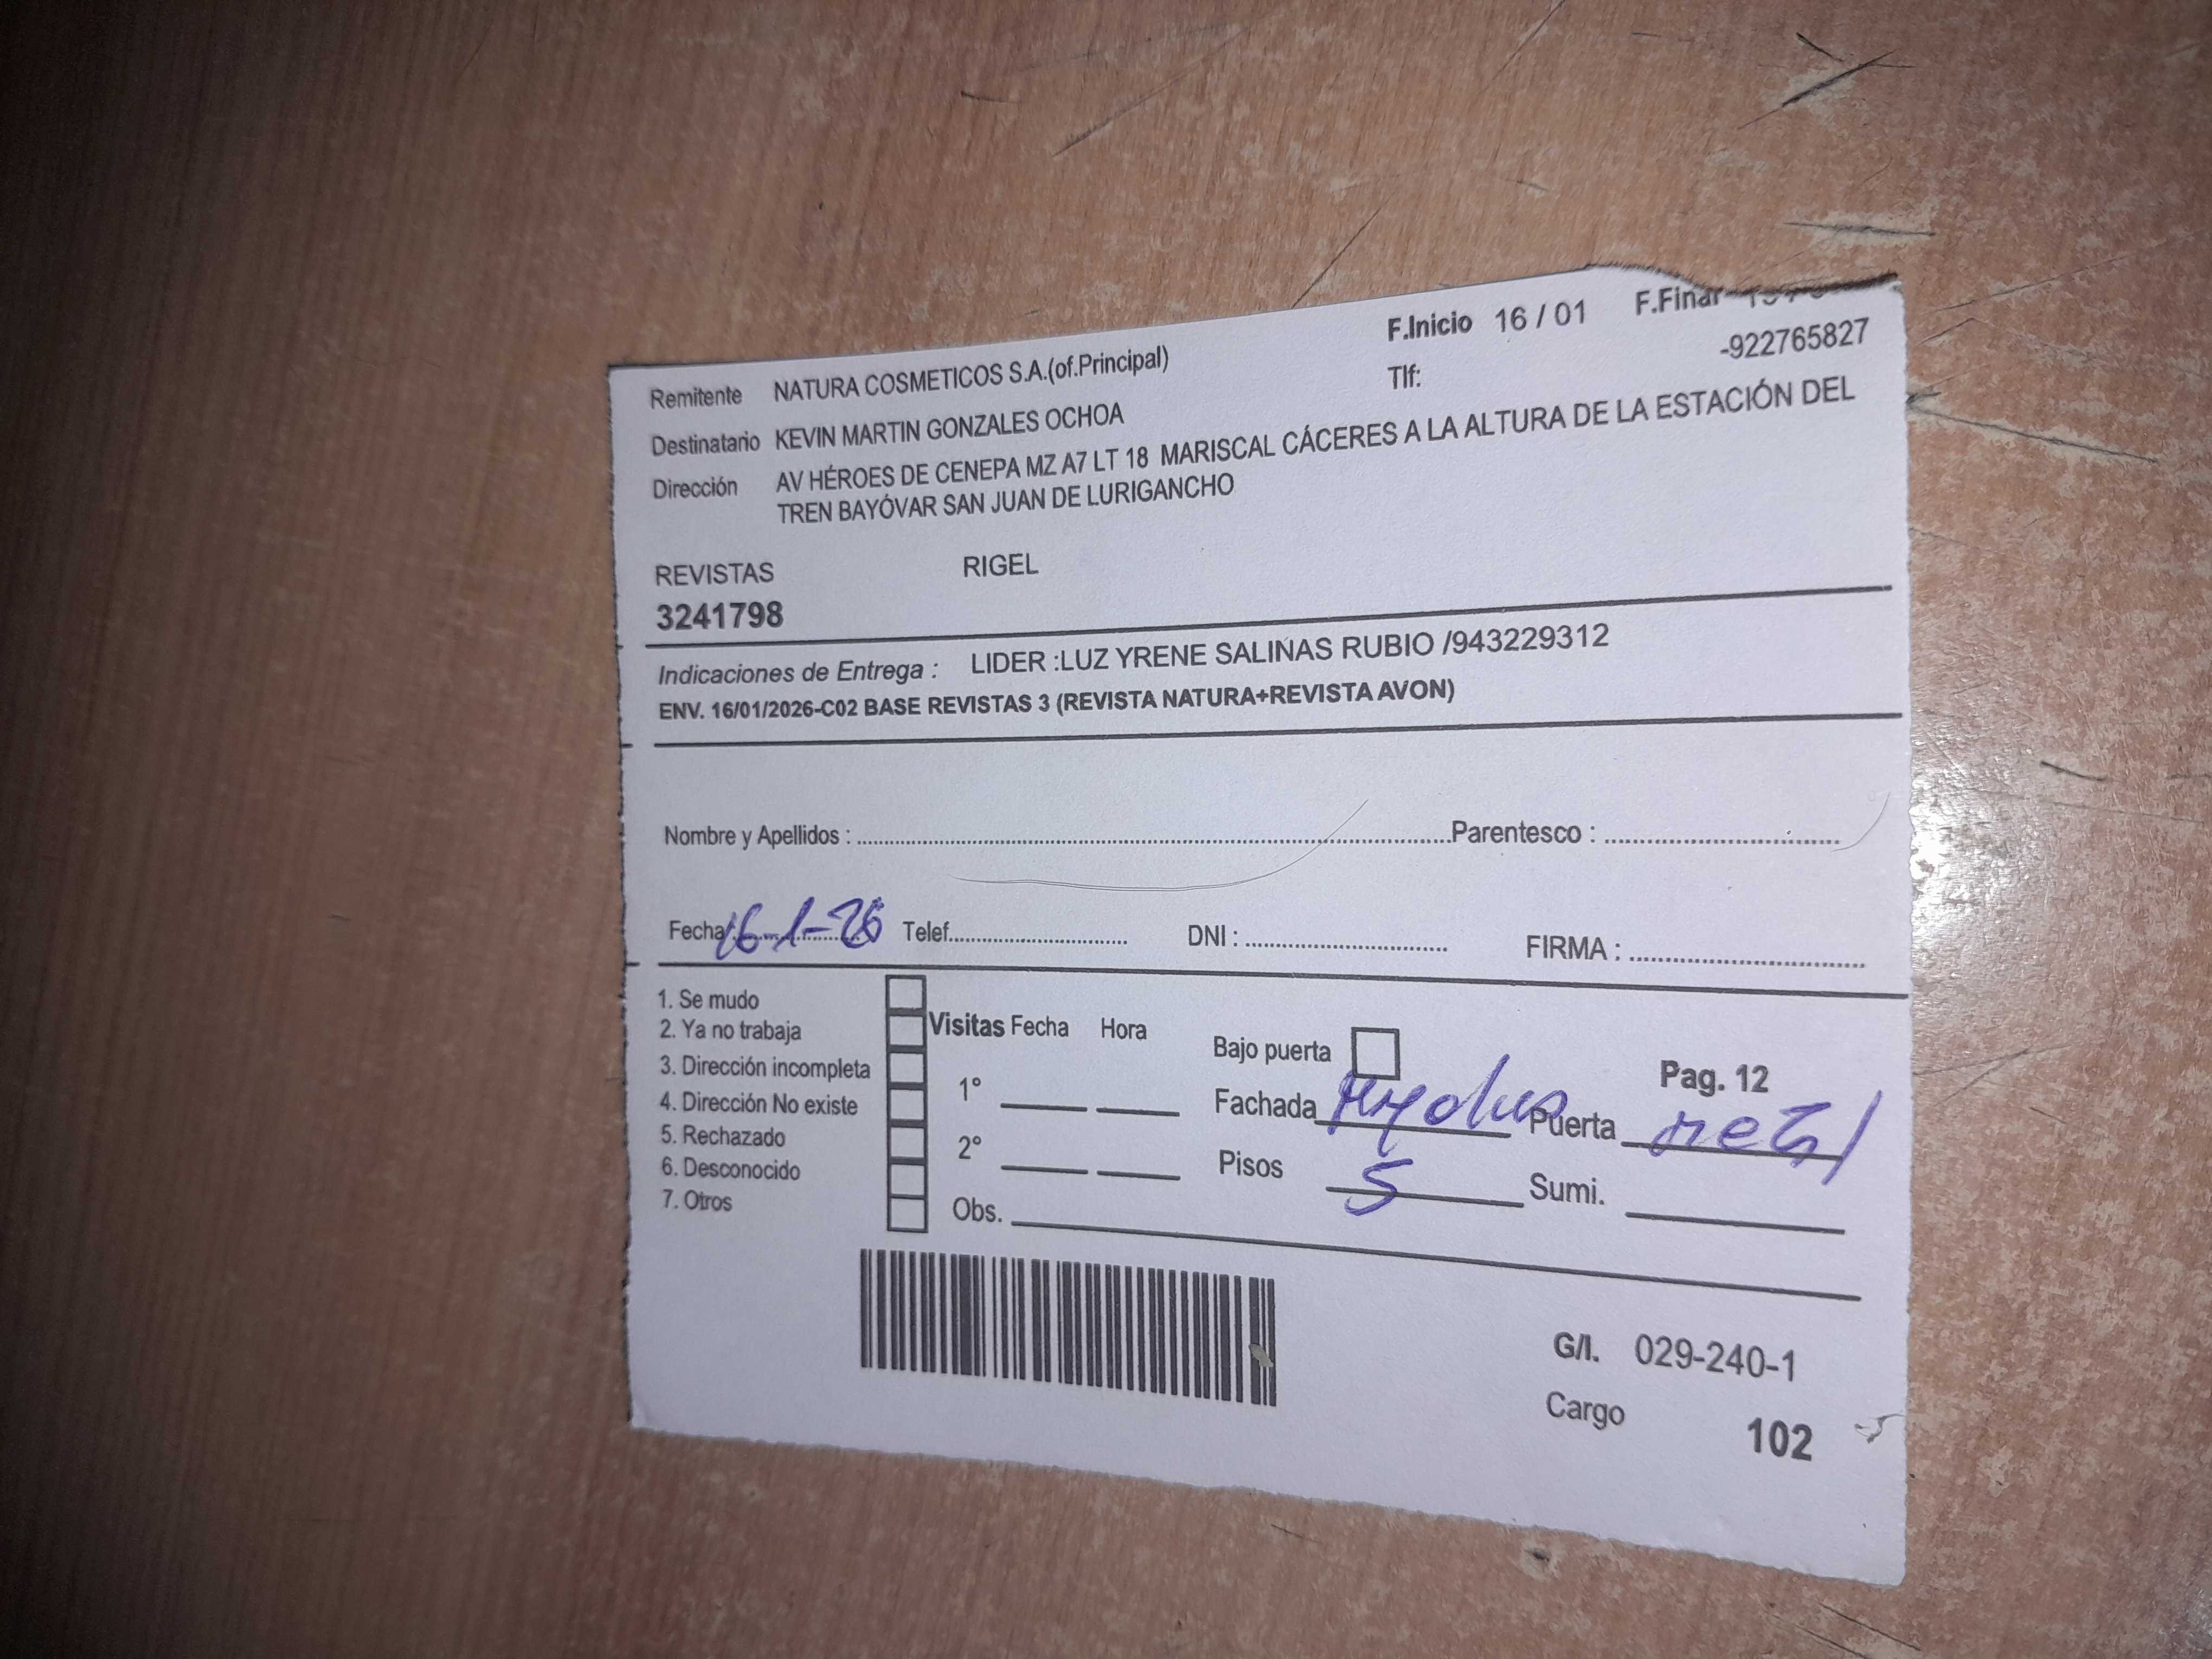 F.Inicio 16 / 01 F.Final
Remitente NATURA COSMETICOS S.A.(of.Principal) Tlf: -922765827
Destinatario KEVIN MARTIN GONZALES OCHOA
Dirección AV HÉROES DE CENEPA MZ A7 LT 18 MARISCAL CÁCERES A LA ALTURA DE LA ESTACIÓN DEL
TREN BAYÓVAR SAN JUAN DE LURIGANCHO
REVISTAS RIGEL
3241798
Indicaciones de Entrega : LIDER :LUZ YRENE SALINAS RUBIO /943229312
ENV. 16/01/2026-C02 BASE REVISTAS 3 (REVISTA NATURA+REVISTA AVON)
Nombre y Apellidos : Parentesco :
Fecha 16-1-26 Telef. DNI : FIRMA :
1. Se mudo
2. Ya no trabaja
3. Dirección incompleta
4. Dirección No existe
5. Rechazado
6. Desconocido
7. Otros
Visitas Fecha Hora
1°
2°
Obs.
Bajo puerta Pag. 12
Fachada Puerta metal
Pisos 5 Sumi.
G/I. 029-240-1
Cargo 102